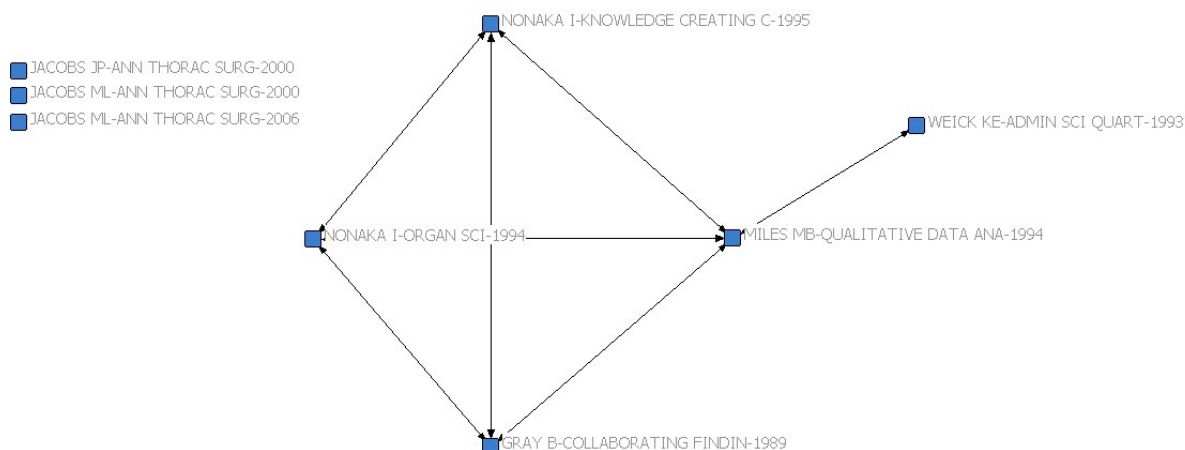 NONAKA I-KNOWLEDGE CREATING C-1995
JACOBS JP-ANN THORAC SURG-2000
JACOBS ML-ANN THORAC SURG-2000
JACOBS ML-ANN THORAC SURG-2006
WEICK KE-ADMIN SCI QUART-1993
NONAKA I-ORGAN SCI-1994
MILES MB-QUALITATIVE DATA ANA-1994
GRAY B-COLLABORATING FINDIN-1989